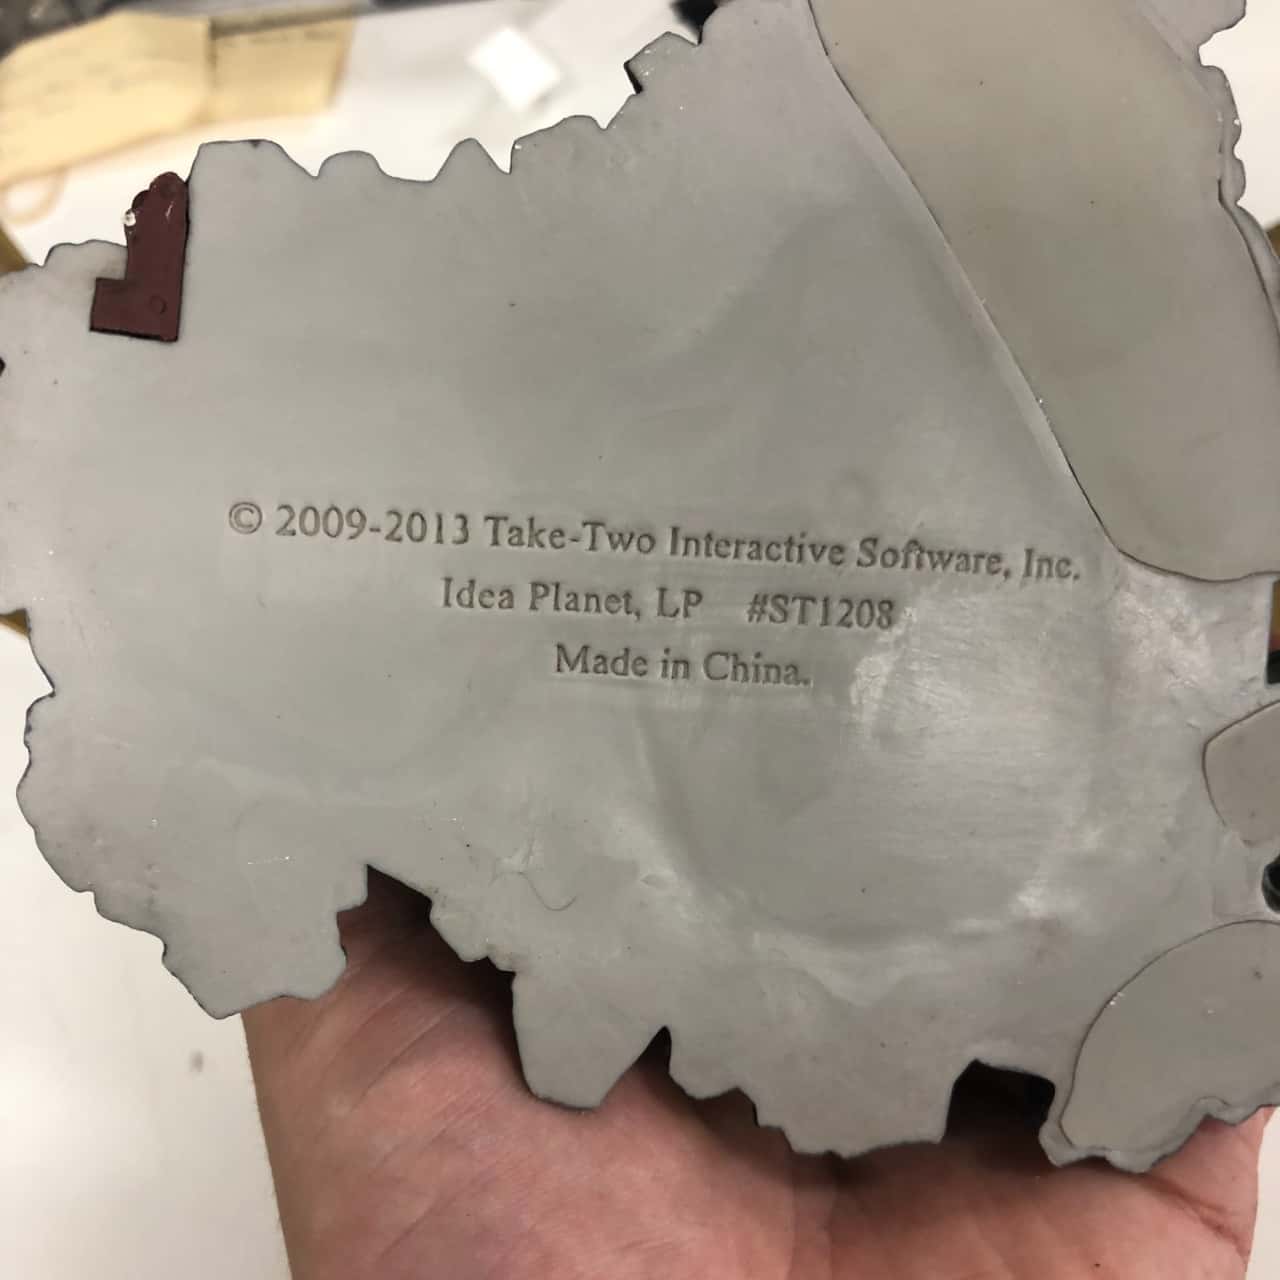 © 2009-2013 Take-Two Interactive Software, Inc.
Idea Planet, LP #ST1208
Made in China.